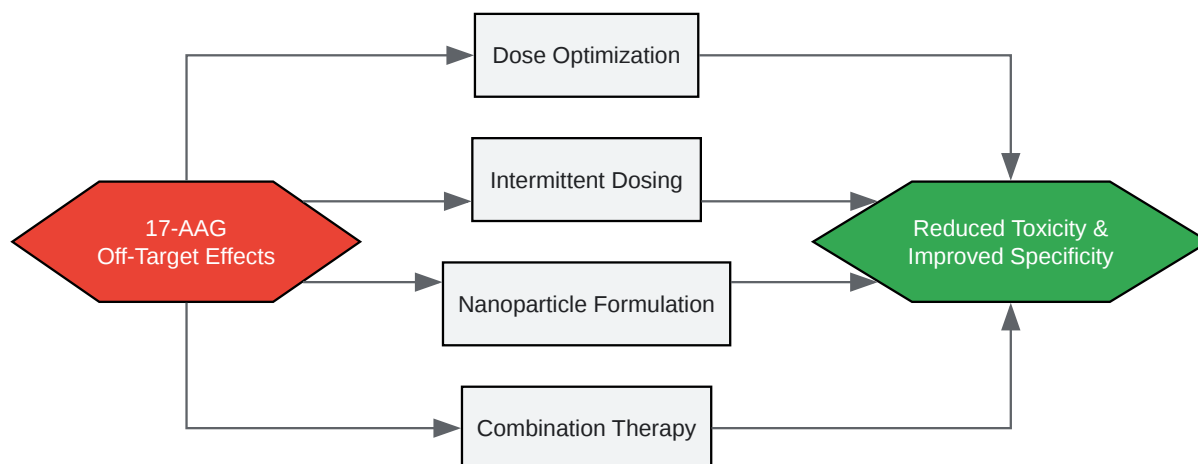 Dose Optimization
Intermittent Dosing
17-AAG
Off-Target Effects
Reduced Toxicity &
Improved Specificity
Nanoparticle Formulation
Combination Therapy